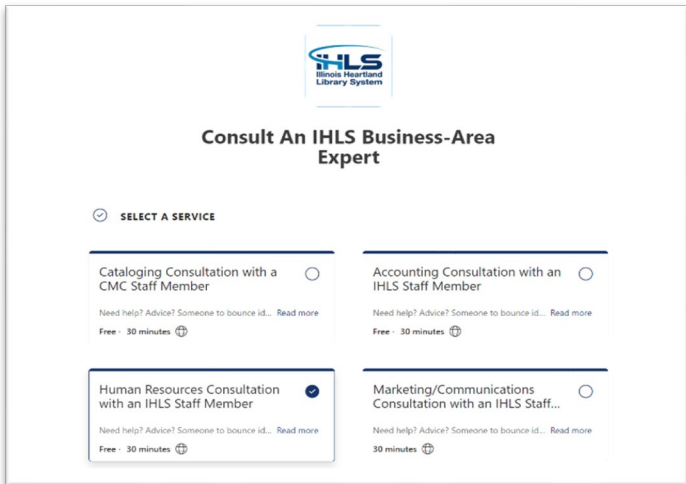 IHLS
Illinois Heartland
Library System
Consult An IHLS Business-Area
Expert
SELECT A SERVICE
Cataloging Consultation with a
CMC Staff Member
Need help? Advice? Someone to bounce id... Read more
Free · 30 minutes
Accounting Consultation with an
IHLS Staff Member
Need help? Advice? Someone to bounce id... Read more
Free · 30 minutes
Human Resources Consultation
with an IHLS Staff Member
Need help? Advice? Someone to bounce id... Read more
Free · 30 minutes
Marketing/Communications
Consultation with an IHLS Staff...
Need help? Advice? Someone to bounce id... Read more
30 minutes